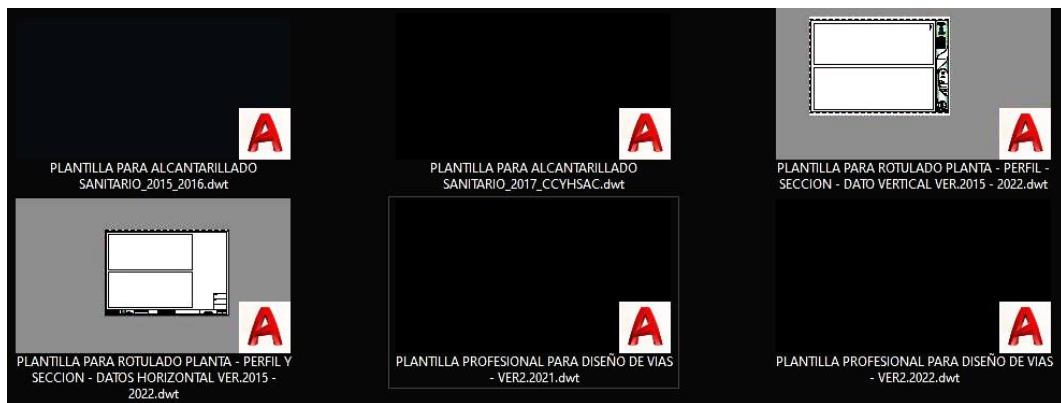 PLANTILLA PARA ALCANTARILLADO
SANITARIO_2015_2016.dwt
PLANTILLA PARA ALCANTARILLADO
SANITARIO_2017_CCYHSAC.dwt
PLANTILLA PARA ROTULADO PLANTA - PERFIL -
SECCION - DATO VERTICAL VER.2015 - 2022.dwt
PLANTILLA PARA ROTULADO PLANTA - PERFIL Y
SECCION - DATOS HORIZONTAL VER.2015 -
2022.dwt
PLANTILLA PROFESIONAL PARA DISEÑO DE VIAS
- VER2.2021.dwt
PLANTILLA PROFESIONAL PARA DISEÑO DE VIAS
- VER2.2022.dwt